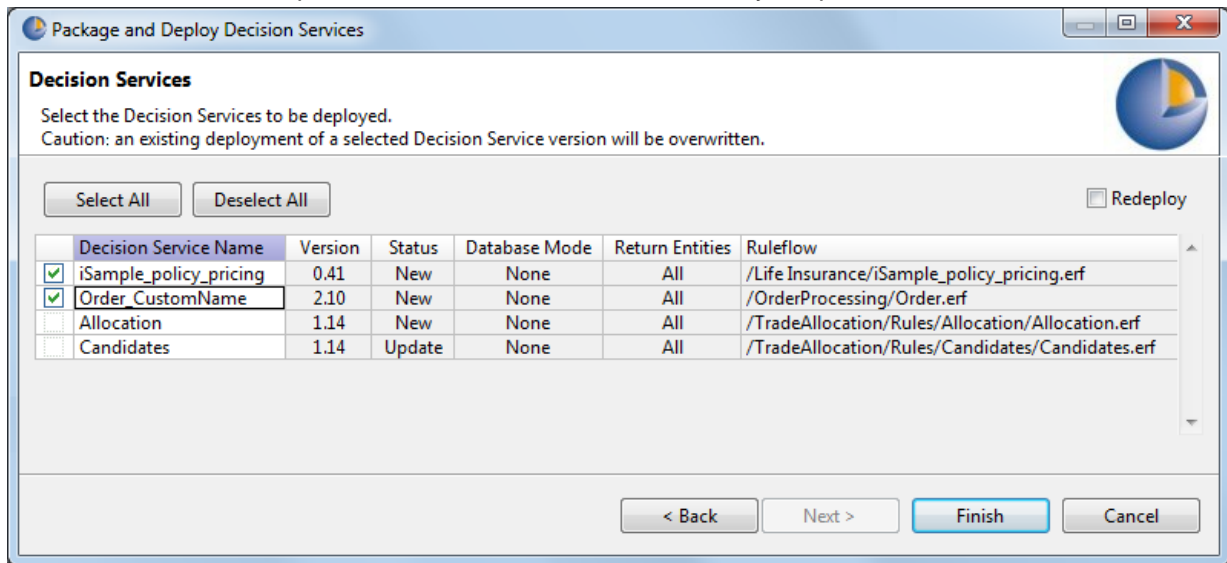 Package and Deploy Decision Services
Decision Services
Select the Decision Services to be deployed.
Caution: an existing deployment of a selected Decision Service version will be overwritten.
Select All Deselect All Redeploy
Decision Service Name Version Status Database Mode Return Entities Ruleflow
iSample_policy_pricing 0.41 New None All /Life Insurance/iSample_policy_pricing.erf
Order_CustomName 2.10 New None All /OrderProcessing/Order.erf
Allocation 1.14 New None All /TradeAllocation/Rules/Allocation/Allocation.erf
Candidates 1.14 Update None All /TradeAllocation/Rules/Candidates/Candidates.erf
< Back Next > Finish Cancel